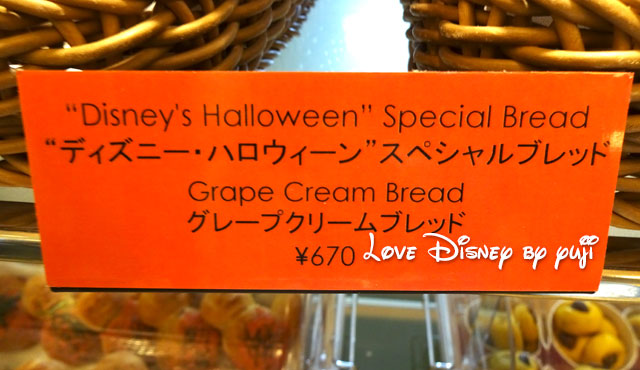 “Disney's Halloween” Special Bread
“ディズニー・ハロウィーン”スペシャルブレッド
Grape Cream Bread
グレープクリームブレッド
¥670
Love Disney by yuji